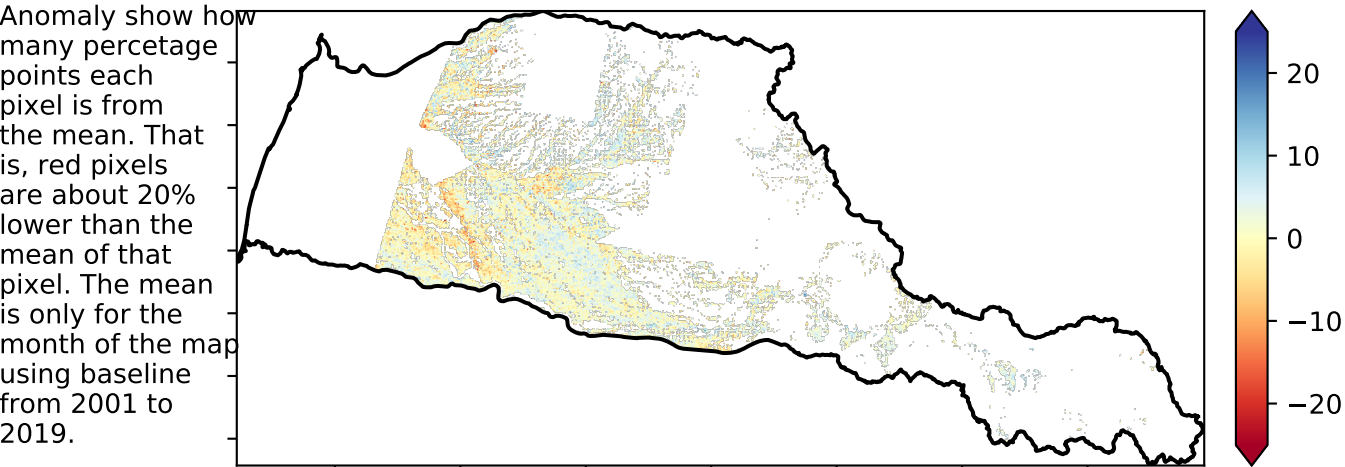 Anomaly show how
many percetage
points each
pixel is from
the mean. That
is, red pixels
are about 20%
lower than the
mean of that
pixel. The mean
is only for the
month of the map
using baseline
from 2001 to
2019.
20
10
0
−10
−20